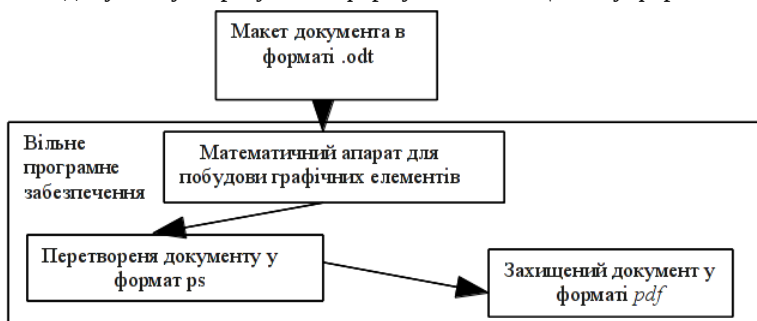 Макет документа в
форматі .odt
Вільне
програмне
забезпечення
Математичний апарат для
побудови графічних елементів
Перетвореня документу у
формат ps
Захищений документ у
форматі pdf